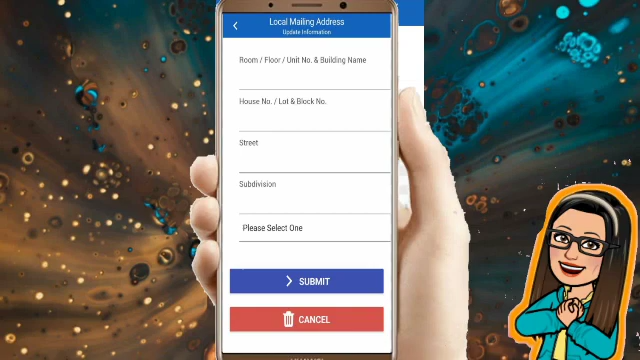 Local Mailing Address
Update Information
Room / Floor / Unit No. & Building Name
House No. / Lot & Block No.
Street
Subdivision
Please Select One
SUBMIT
CANCEL